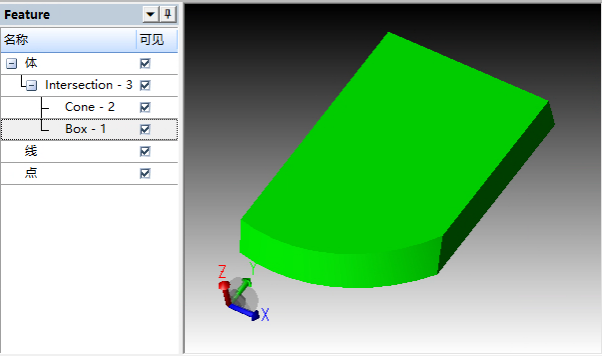 Feature
名称 可见
体
Intersection - 3
Cone - 2
Box - 1
线
点
Z
Y
X